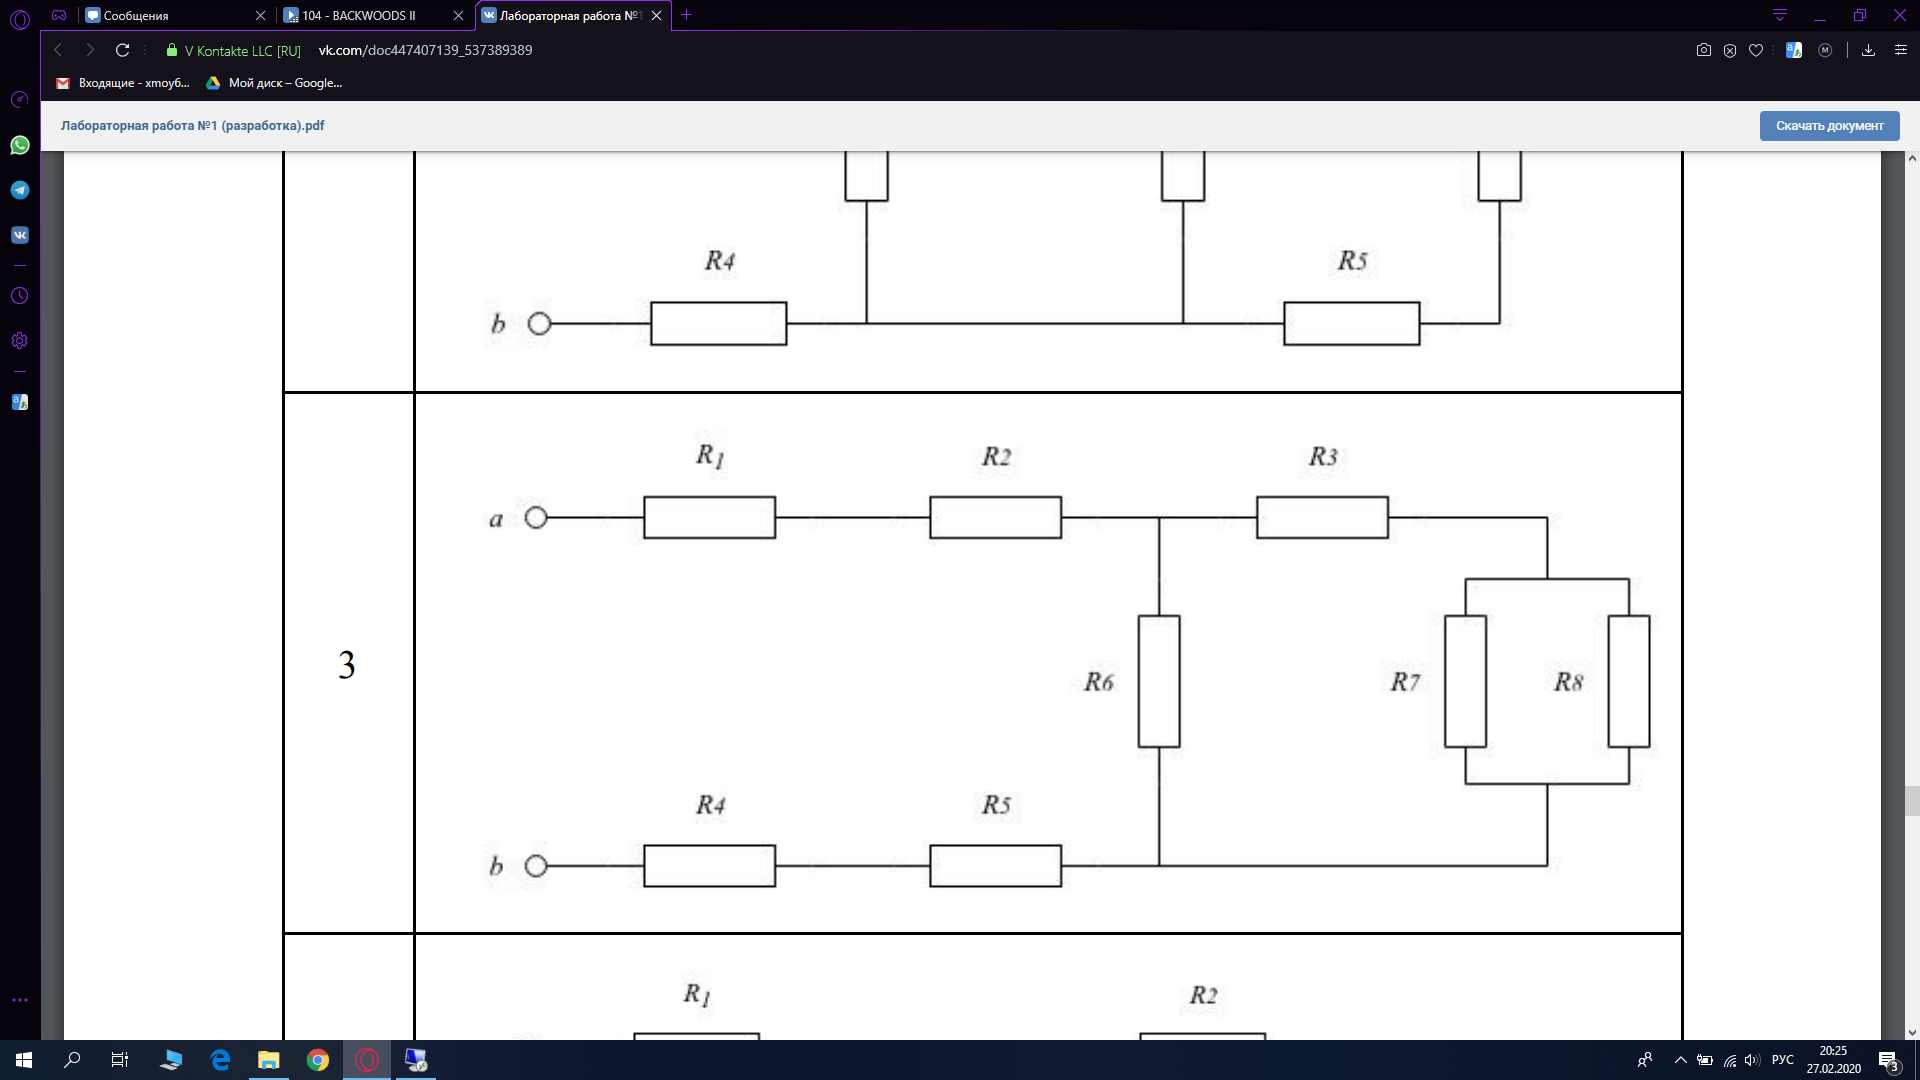 Сообщения
104 - BACKWOODS II
Лабораторная работа №1
V Kontakte LLC [RU]
vk.com/doc447407139_537389389
Входящие - xmoy6...
Мой диск – Google...
Лабораторная работа №1 (разработка).pdf
Скачать документ
R4
R5
b
R1
R2
R3
a
3
R6
R7
R8
R4
R5
b
R1
R2
РУС
20:25
27.02.2020
3